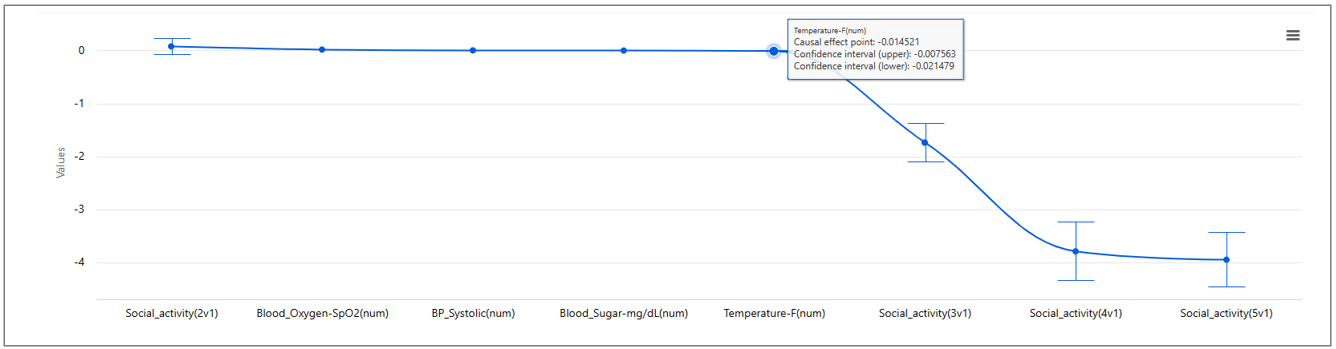 0
Temperature-F(num)
Causal effect point: -0.014521
Confidence interval (upper): -0.007563
Confidence interval (lower): -0.021479
-1
-2
-3
-4
Values
Social_activity(2v1) Blood_Oxygen-SpO2(num) BP_Systolic(num) Blood_Sugar-mg/dL(num) Temperature-F(num) Social_activity(3v1) Social_activity(4v1) Social_activity(5v1)